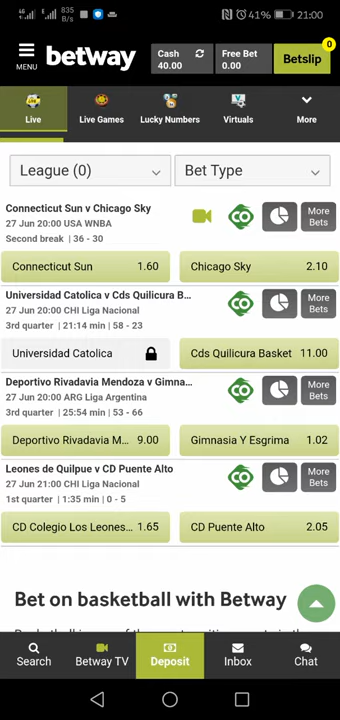 4G E 835 B/s 41% 21:00
MENU betway Cash 40.00 Free Bet 0.00 Betslip 0
Live Live Games Lucky Numbers Virtuals More
League (0) Bet Type
Connecticut Sun v Chicago Sky
27 Jun 20:00 USA WNBA
Second break | 36 - 30
CO More Bets
Connecticut Sun 1.60 Chicago Sky 2.10
Universidad Catolica v Cds Quilicura B...
27 Jun 20:00 CHI Liga Nacional
3rd quarter | 21:14 min | 58 - 23
CO More Bets
Universidad Catolica Cds Quilicura Basket 11.00
Deportivo Rivadavia Mendoza v Gimna...
27 Jun 20:00 ARG Liga Argentina
3rd quarter | 25:54 min | 53 - 66
CO More Bets
Deportivo Rivadavia M... 9.00 Gimnasia Y Esgrima 1.02
Leones de Quilpue v CD Puente Alto
27 Jun 21:00 CHI Liga Nacional
1st quarter | 1:35 min | 0 - 5
CO More Bets
CD Colegio Los Leones... 1.65 CD Puente Alto 2.05
Bet on basketball with Betway
Search Betway TV Deposit Inbox Chat